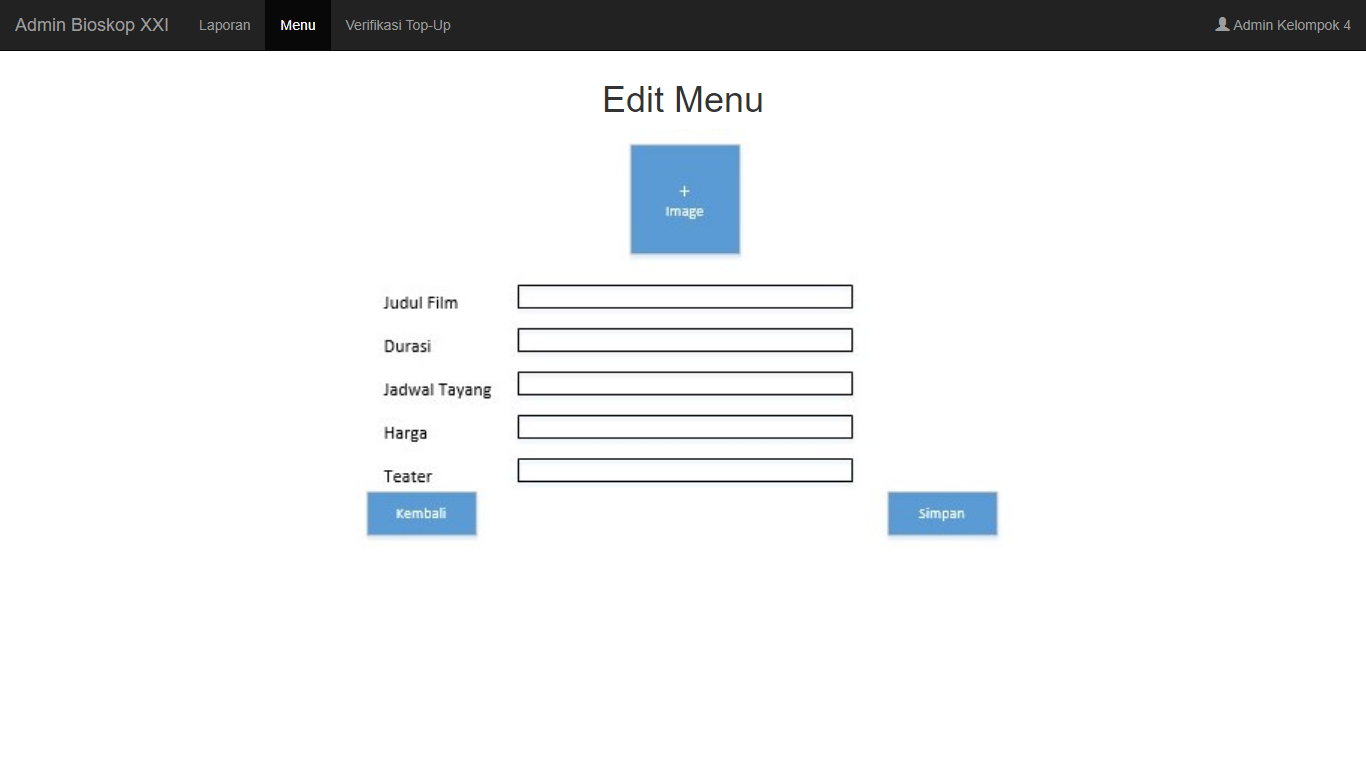 Admin Bioskop XXI Laporan Menu Verifikasi Top-Up Admin Kelompok 4
Edit Menu
+
Image
Judul Film
Durasi
Jadwal Tayang
Harga
Teater
Kembali Simpan